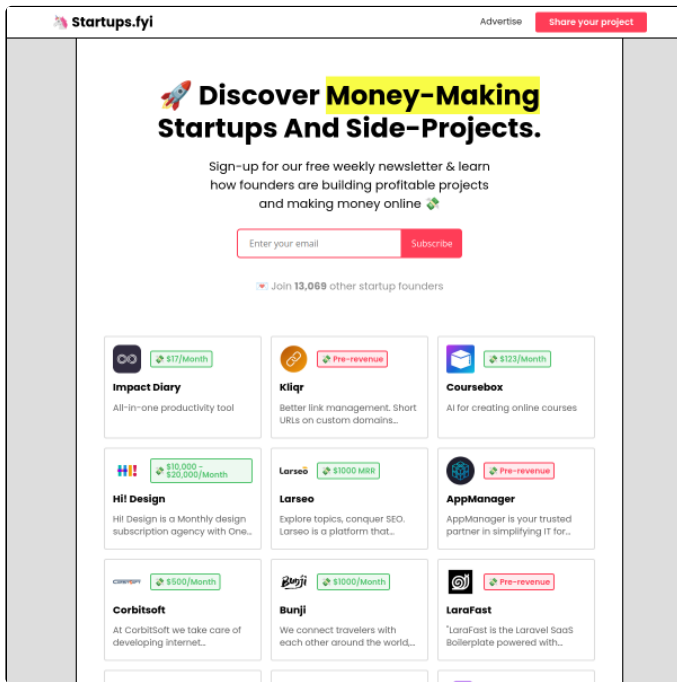 Startups.fyi
Advertise
Share your project
Discover Money-Making
Startups And Side-Projects.
Sign-up for our free weekly newsletter & learn
how founders are building profitable projects
and making money online
Enter your email
Subscribe
Join 13,069 other startup founders
$17/Month
Impact Diary
All-in-one productivity tool
Pre-revenue
Kliqr
Better link management. Short
URLs on custom domains...
$123/Month
Coursebox
AI for creating online courses
HI!
$10,000 -
$20,000/Month
Hi! Design
Hi! Design is a Monthly design
subscription agency with One...
Larseo
$1000 MRR
Larseo
Explore topics, conquer SEO.
Larseo is a platform that...
Pre-revenue
AppManager
AppManager is your trusted
partner in simplifying IT for...
$500/Month
Corbitsoft
At CorbitSoft we take care of
developing internet...
Bunji
$1000/Month
Bunji
We connect travelers with
each other around the world,...
Pre-revenue
LaraFast
"LaraFast is the Laravel SaaS
Boilerplate powered with...